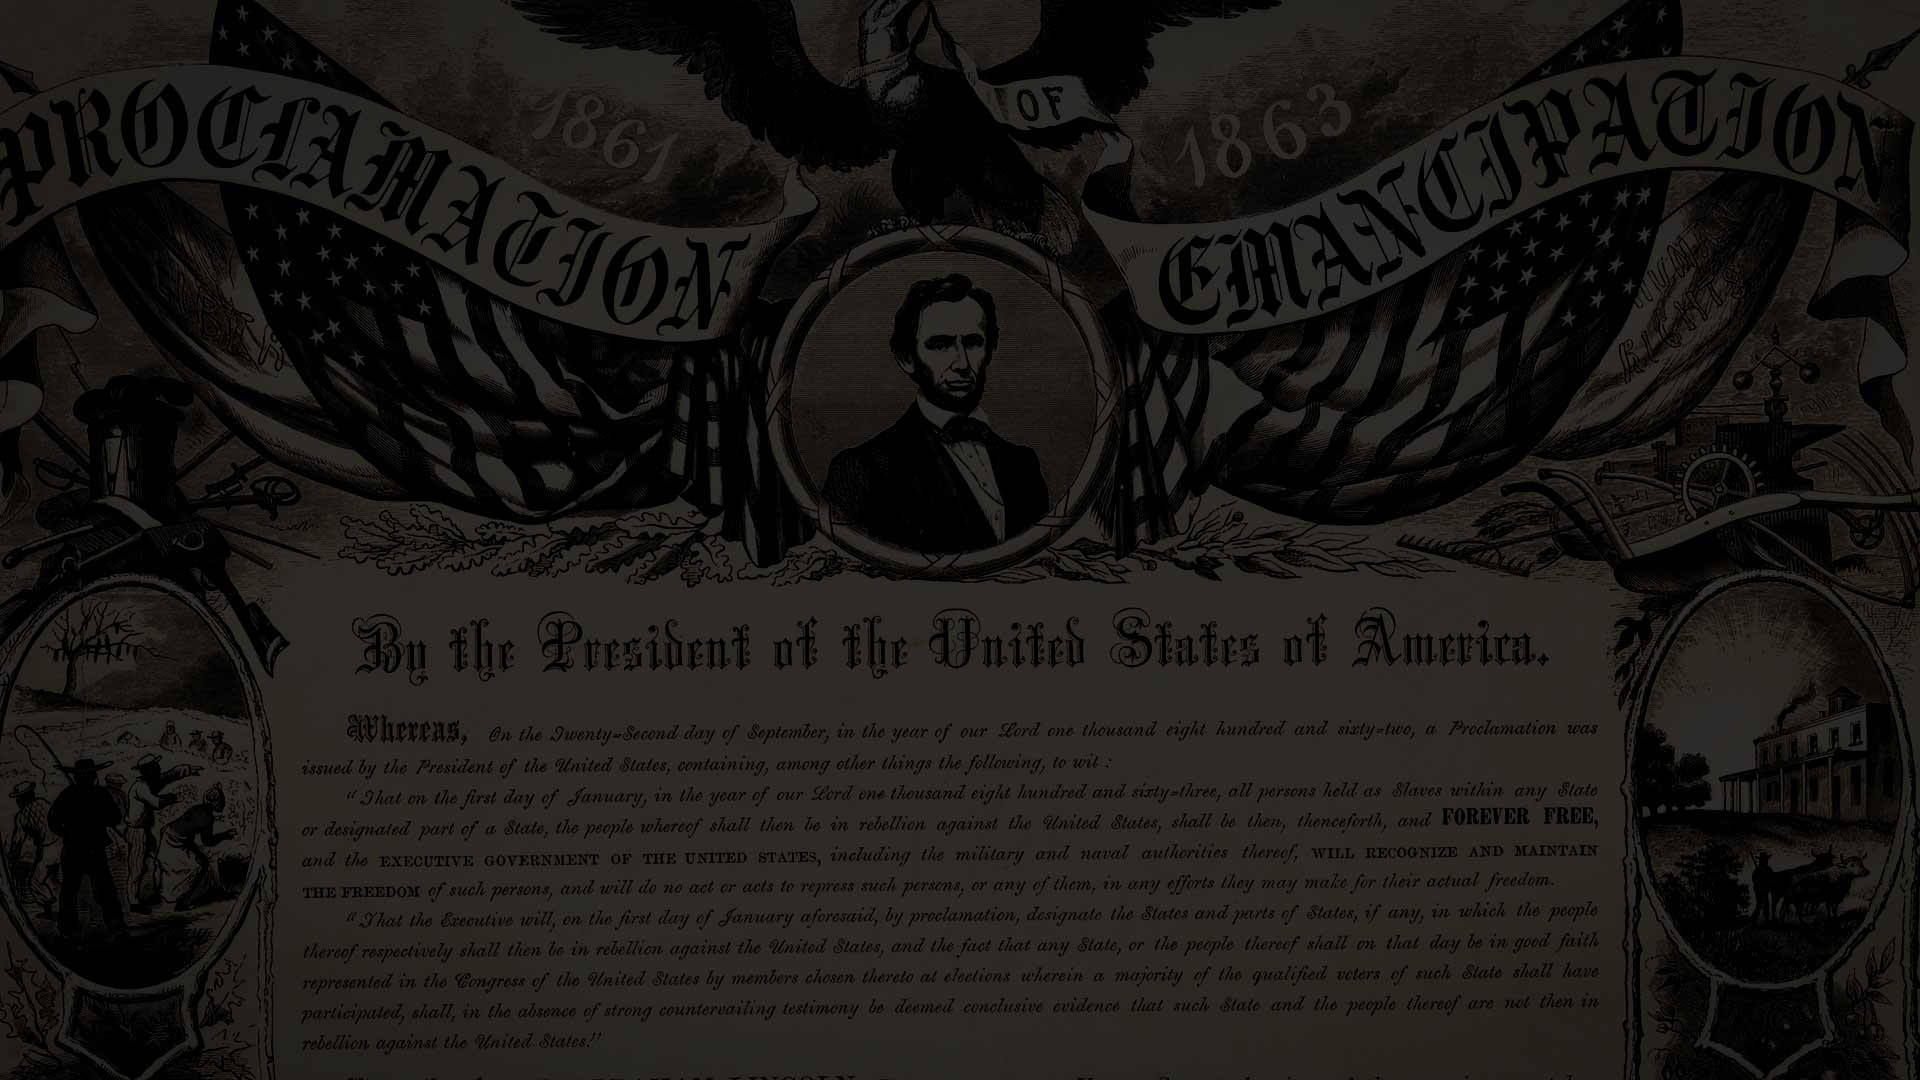 PROCLAMATION OF EMANCIPATION
1861 1863
HUMAN
RIGHTS
By the President of the United States of America.
Whereas, On the Twenty=Second day of September, in the year of our Lord one thousand eight hundred and sixty=two, a Proclamation was
issued by the President of the United States, containing, among other things the following, to wit :
“That on the first day of January, in the year of our Lord one thousand eight hundred and sixty=three, all persons held as Slaves within any State
or designated part of a State, the people whereof shall then be in rebellion against the United States, shall be then, thenceforth, and FOREVER FREE,
and the EXECUTIVE GOVERNMENT OF THE UNITED STATES, including the military and naval authorities thereof, WILL RECOGNIZE AND MAINTAIN
THE FREEDOM of such persons, and will do no act or acts to repress such persons, or any of them, in any efforts they may make for their actual freedom.
“That the Executive will, on the first day of January aforesaid, by proclamation, designate the States and parts of States, if any, in which the people
thereof respectively shall then be in rebellion against the United States, and the fact that any State, or the people thereof shall on that day be in good faith
represented in the Congress of the United States by members chosen thereto at elections wherein a majority of the qualified voters of such State shall have
participated, shall, in the absence of strong countervailing testimony be deemed conclusive evidence that such State and the people thereof are not then in
rebellion against the United States.”